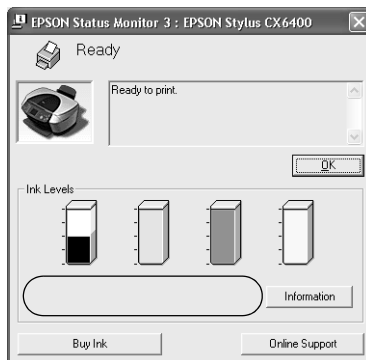 EPSON Status Monitor 3 : EPSON Stylus CX6400
Ready
Ready to print.
OK
Ink Levels
Information
Buy Ink
Online Support